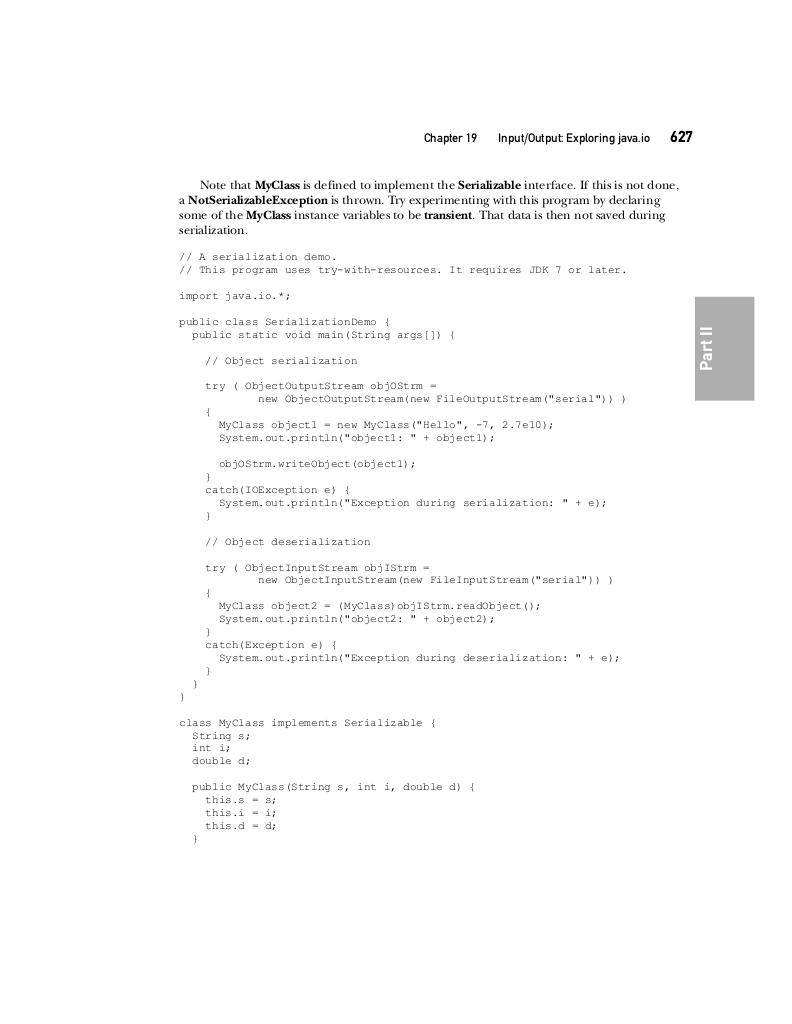 Chapter 19 Input/Output: Exploring java.io 627
Note that MyClass is defined to implement the Serializable interface. If this is not done,
a NotSerializableException is thrown. Try experimenting with this program by declaring
some of the MyClass instance variables to be transient. That data is then not saved during
serialization.
// A serialization demo.
// This program uses try-with-resources. It requires JDK 7 or later.
import java.io.*;
public class SerializationDemo {
  public static void main(String args[]) {
    // Object serialization
    try ( ObjectOutputStream objOStrm =
            new ObjectOutputStream(new FileOutputStream("serial")) )
    {
      MyClass object1 = new MyClass("Hello", -7, 2.7e10);
      System.out.println("object1: " + object1);
      objOStrm.writeObject(object1);
    }
    catch(IOException e) {
      System.out.println("Exception during serialization: " + e);
    }
    // Object deserialization
    try ( ObjectInputStream objIStrm =
            new ObjectInputStream(new FileInputStream("serial")) )
    {
      MyClass object2 = (MyClass)objIStrm.readObject();
      System.out.println("object2: " + object2);
    }
    catch(Exception e) {
      System.out.println("Exception during deserialization: " + e);
    }
  }
}
class MyClass implements Serializable {
  String s;
  int i;
  double d;
  public MyClass(String s, int i, double d) {
    this.s = s;
    this.i = i;
    this.d = d;
  }
Part II